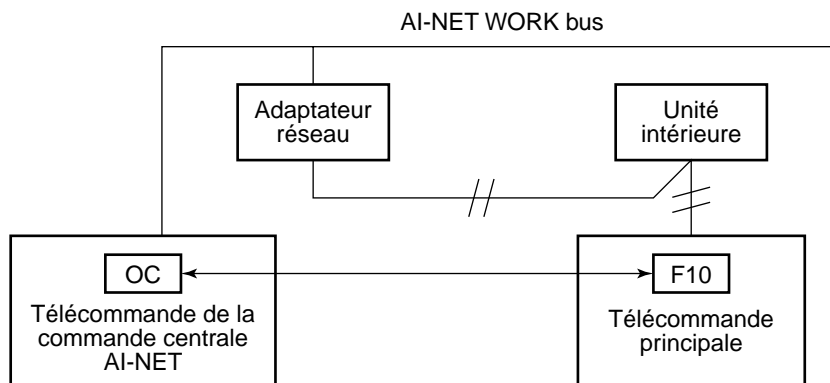 AI-NET WORK bus
Adaptateur
réseau
Unité
intérieure
OC
F10
Télécommande de la
commande centrale
AI-NET
Télécommande
principale